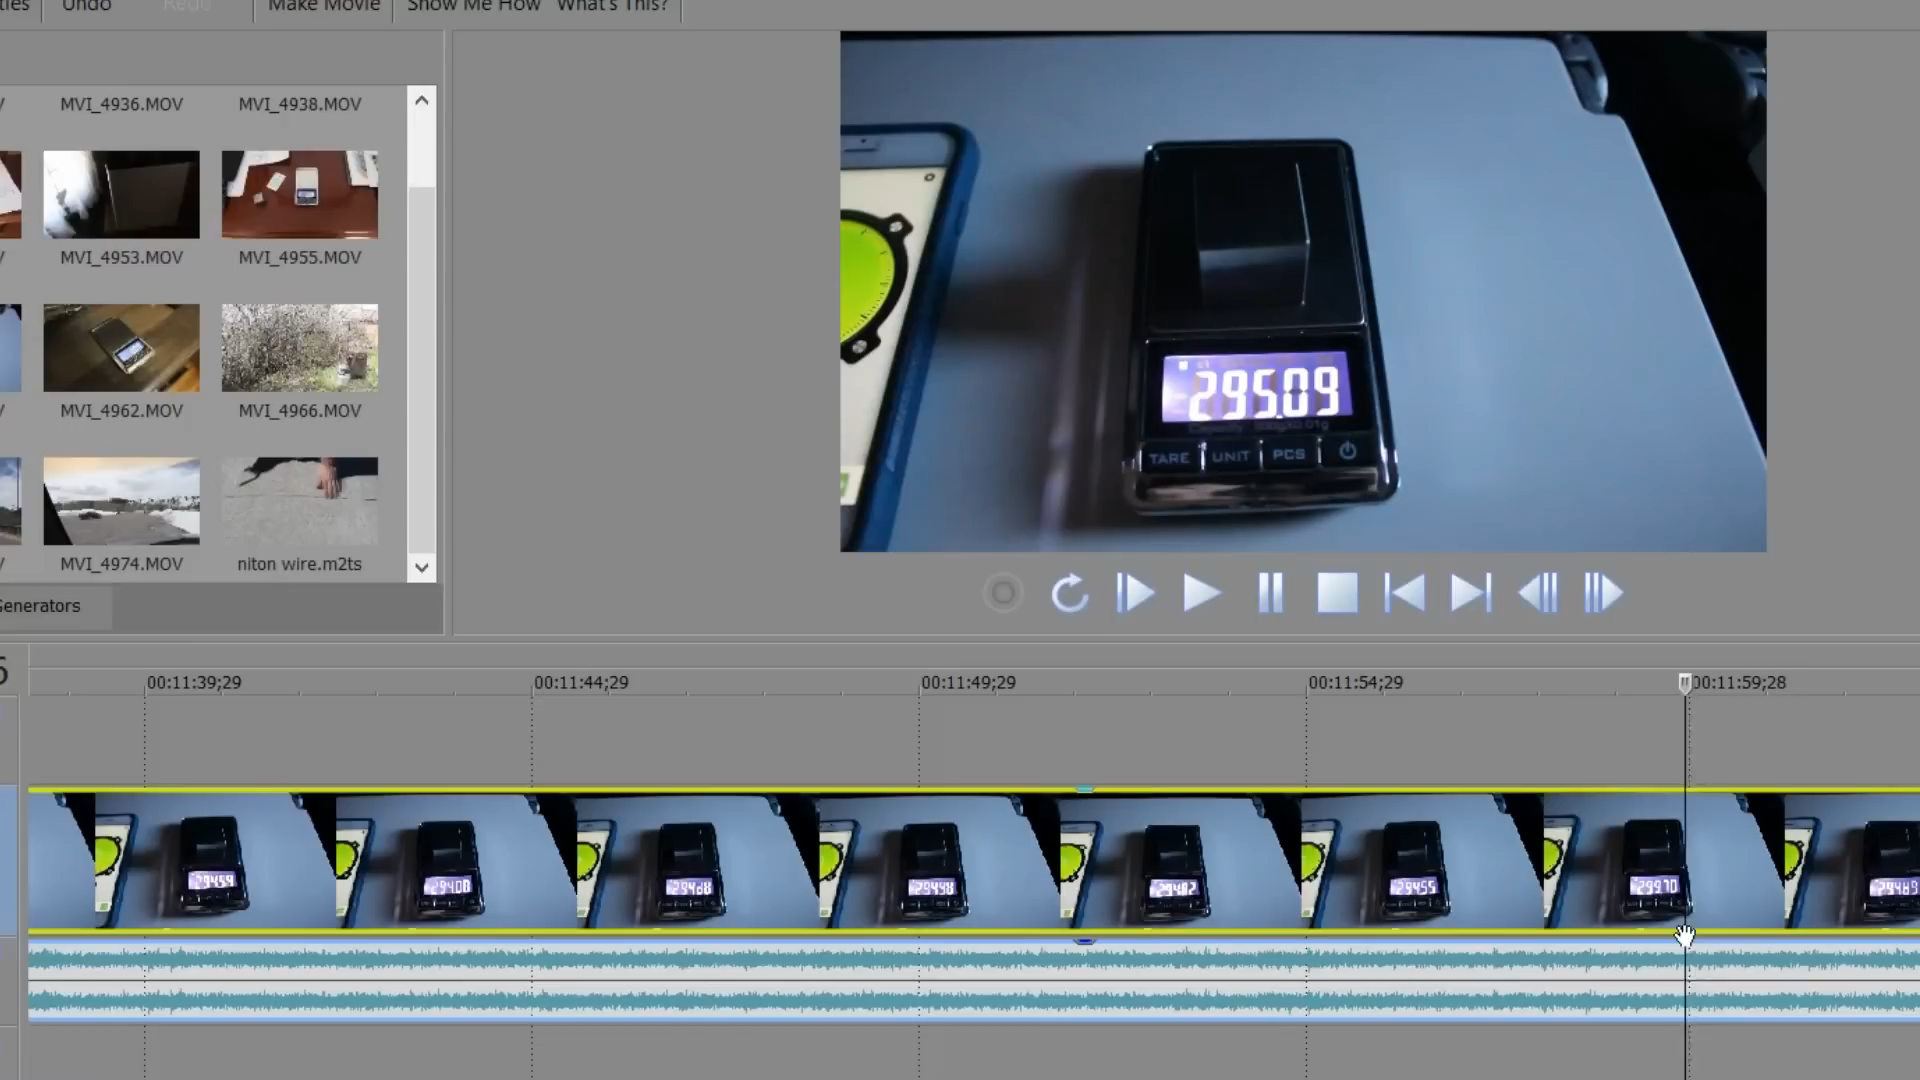 Undo Redo Make Movie Show Me How What's This?
MVI_4936.MOV MVI_4938.MOV
MVI_4953.MOV MVI_4955.MOV
MVI_4962.MOV MVI_4966.MOV
MVI_4974.MOV niton wire.m2ts
Generators
295.09
TARE UNIT PCS
00:11:39;29 00:11:44;29 00:11:49;29 00:11:54;29 00:11:59;28